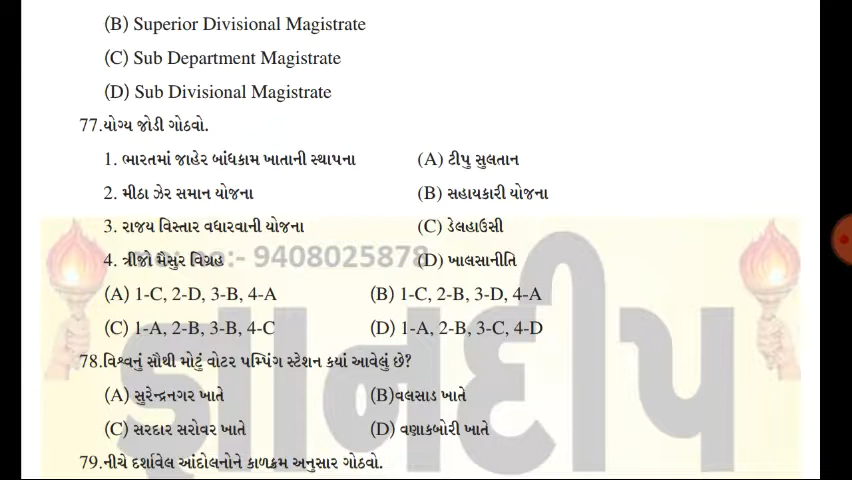 (B) Superior Divisional Magistrate
(C) Sub Department Magistrate
(D) Sub Divisional Magistrate
77.યોગ્ય જોડી ગોઠવો.
1. ભારતમાં જાહેર બાંધકામ ખાતાની સ્થાપના (A) ટીપુ સુલતાન
2. મીઠા ઝેર સમાન યોજના (B) સહાયકારી યોજના
3. રાજય વિસ્તાર વધારવાની યોજના (C) ડેલહાઉસી
4. ત્રીજો મૈસુર વિગ્રહ (D) ખાલસાનીતિ
:- 9408025878
(A) 1-C, 2-D, 3-B, 4-A (B) 1-C, 2-B, 3-D, 4-A
(C) 1-A, 2-B, 3-B, 4-C (D) 1-A, 2-B, 3-C, 4-D
78.વિશ્વનું સૌથી મોટું વોટર પમ્પિંગ સ્ટેશન કયાં આવેલું છે?
(A) સુરેન્દ્રનગર ખાતે (B)વલસાડ ખાતે
(C) સરદાર સરોવર ખાતે (D) વણાકબોરી ખાતે
79.નીચે દર્શાવેલ આંદોલનોને કાળક્રમ અનુસાર ગોઠવો.
જ્ઞાનદીપ